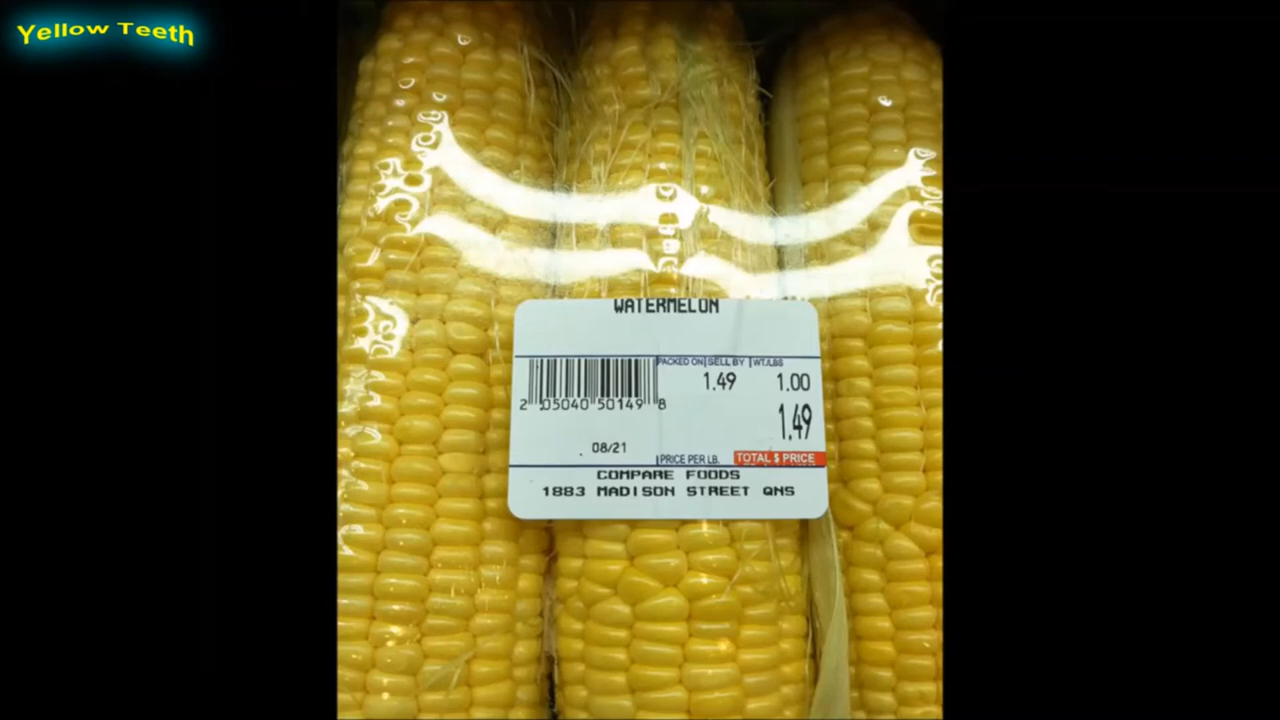 Yellow Teeth
WATERMELON
PACKED ON SELL BY WT/LBS
1.49 1.00
2 05040 50149 8
1.49
08/21
PRICE PER LB. TOTAL $ PRICE
COMPARE FOODS
1883 MADISON STREET QNS